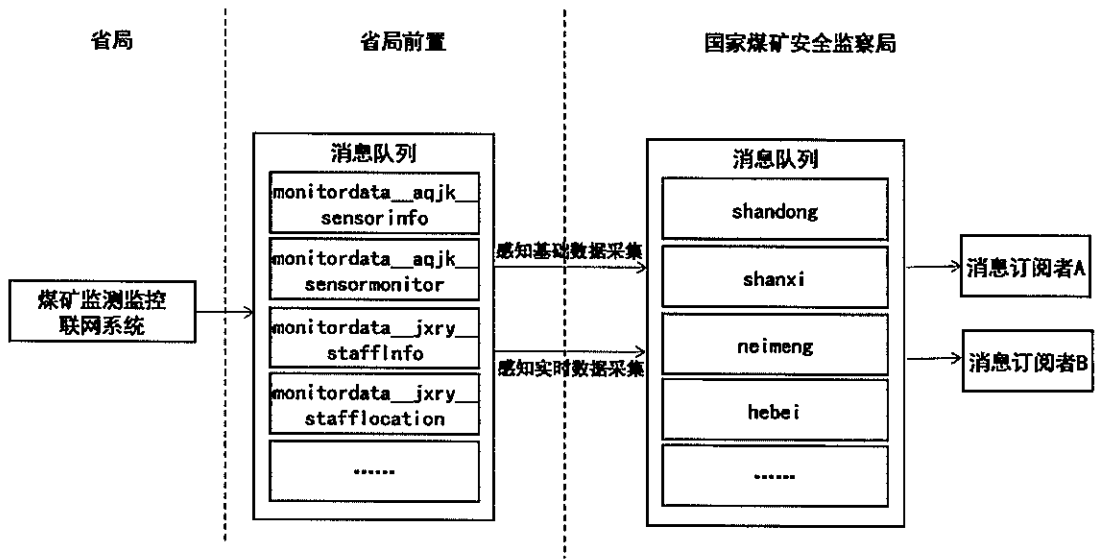 省局
省局前置
国家煤矿安全监察局
煤矿监测监控
联网系统
消息队列
monitordata__aqjk__
sensorinfo
monitordata__aqjk__
sensormonitor
monitordata__jxry__
staffInfo
monitordata__jxry__
stafflocation
……
感知基础数据采集
感知实时数据采集
消息队列
shandong
shanxi
neimeng
hebei
……
消息订阅者A
消息订阅者B